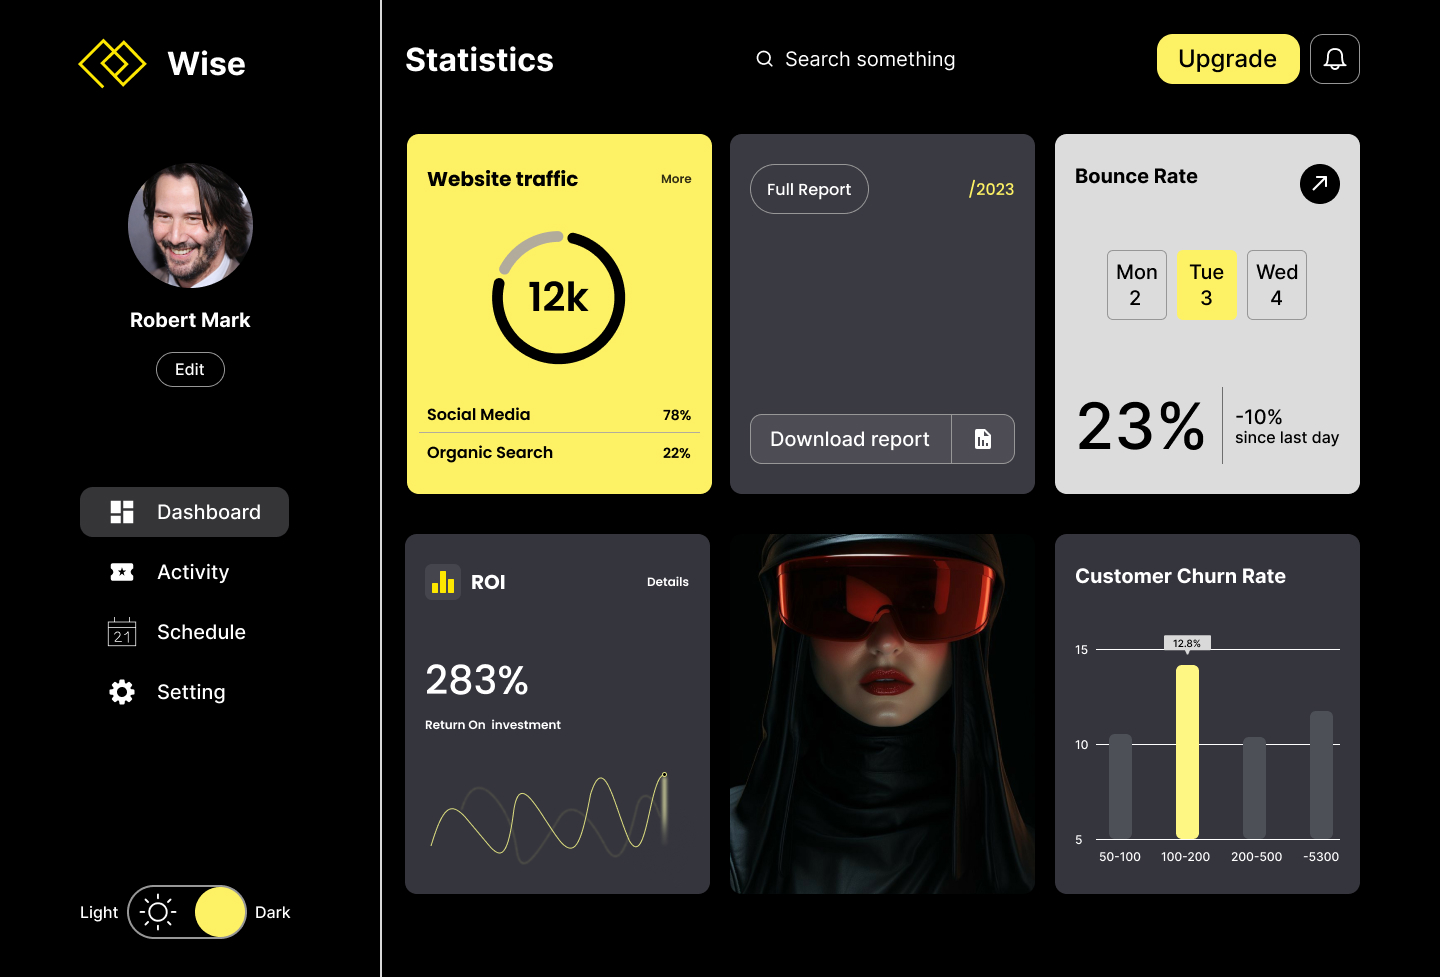 Wise
Robert Mark
Edit
Dashboard
Activity
21
Schedule
Setting
Light
Dark
Statistics
Search something
Upgrade
Website traffic
More
12k
Social Media
78%
Organic Search
22%
Full Report
/2023
Download report
Bounce Rate
Mon
2
Tue
3
Wed
4
23%
-10%
since last day
ROI
Details
283%
Return On  investment
Customer Churn Rate
15
12.8%
10
5
50-100
100-200
200-500
-5300